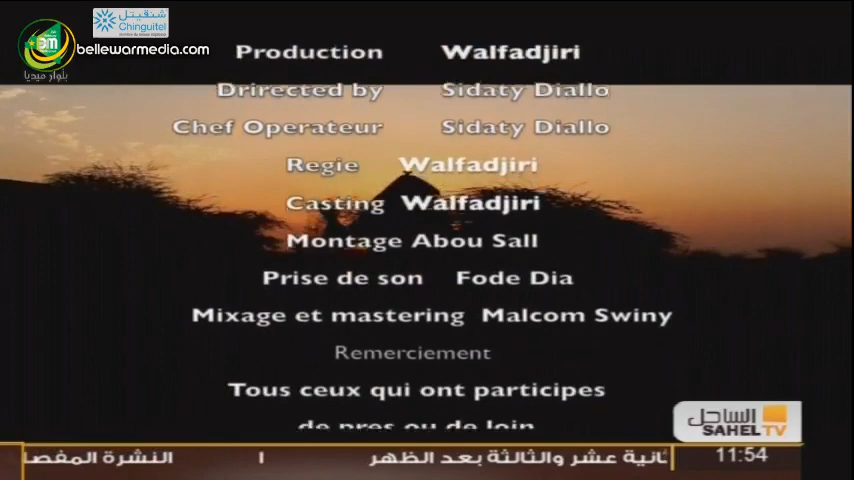 شنقيتل
Chinguitel
bellewarmedia.com
بلوار ميديا
Production Walfadjiri
Drirected by Sidaty Diallo
Chef Operateur Sidaty Diallo
Regie Walfadjiri
Casting Walfadjiri
Montage Abou Sall
Prise de son Fode Dia
Mixage et mastering Malcom Swiny
Remerciement
Tous ceux qui ont participes
de pres ou de loin
الساحل
SAHEL TV
ثانية عشر والثالثة بعد الظهر ا النشرة المفصا
11:54